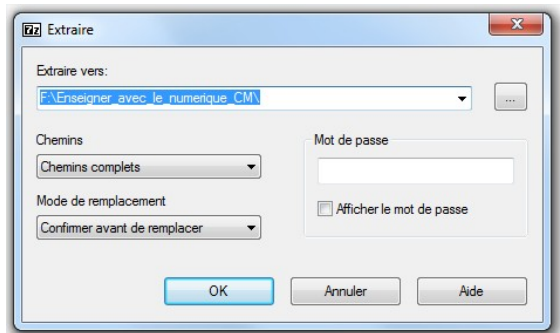 7z Extraire
Extraire vers:
F:\Enseigner_avec_le_numerique_CM\
...
Chemins
Chemins complets
Mode de remplacement
Confirmer avant de remplacer
Mot de passe
Afficher le mot de passe
OK
Annuler
Aide